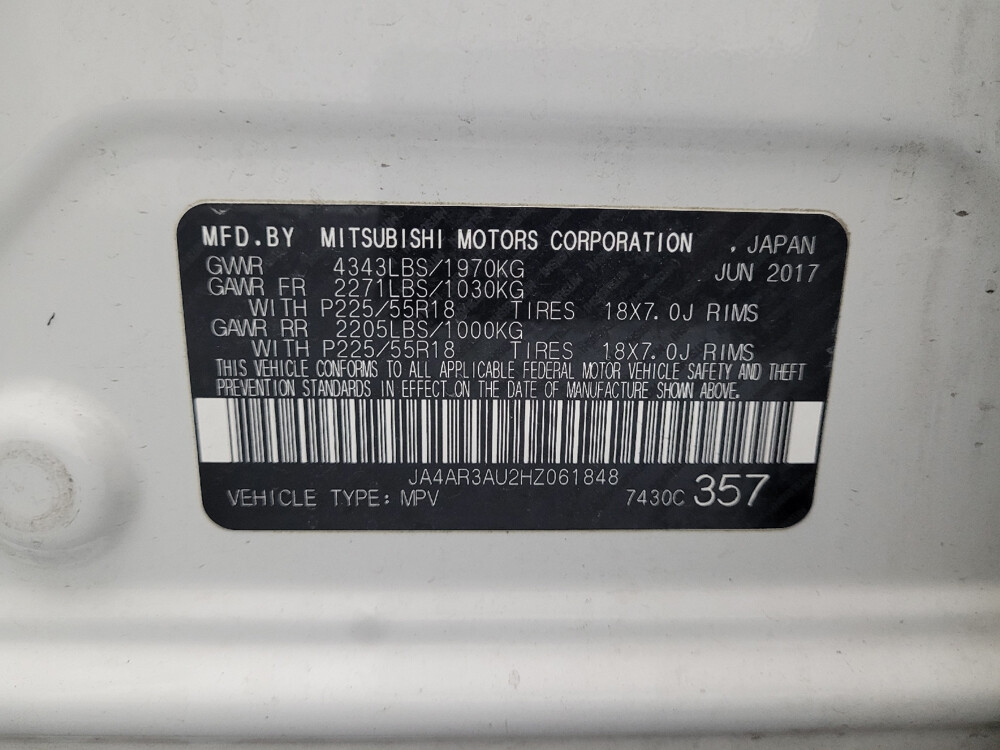 MFD.BY MITSUBISHI MOTORS CORPORATION , JAPAN
GVWR 4343LBS/1970KG JUN 2017
GAWR FR 2271LBS/1030KG
WITH P225/55R18 TIRES 18X7.0J RIMS
GAWR RR 2205LBS/1000KG
WITH P225/55R18 TIRES 18X7.0J RIMS
THIS VEHICLE CONFORMS TO ALL APPLICABLE FEDERAL MOTOR VEHICLE SAFETY AND THEFT
PREVENTION STANDARDS IN EFFECT ON THE DATE OF MANUFACTURE SHOWN ABOVE.
JA4AR3AU2HZ061848
VEHICLE TYPE: MPV 7430C 357